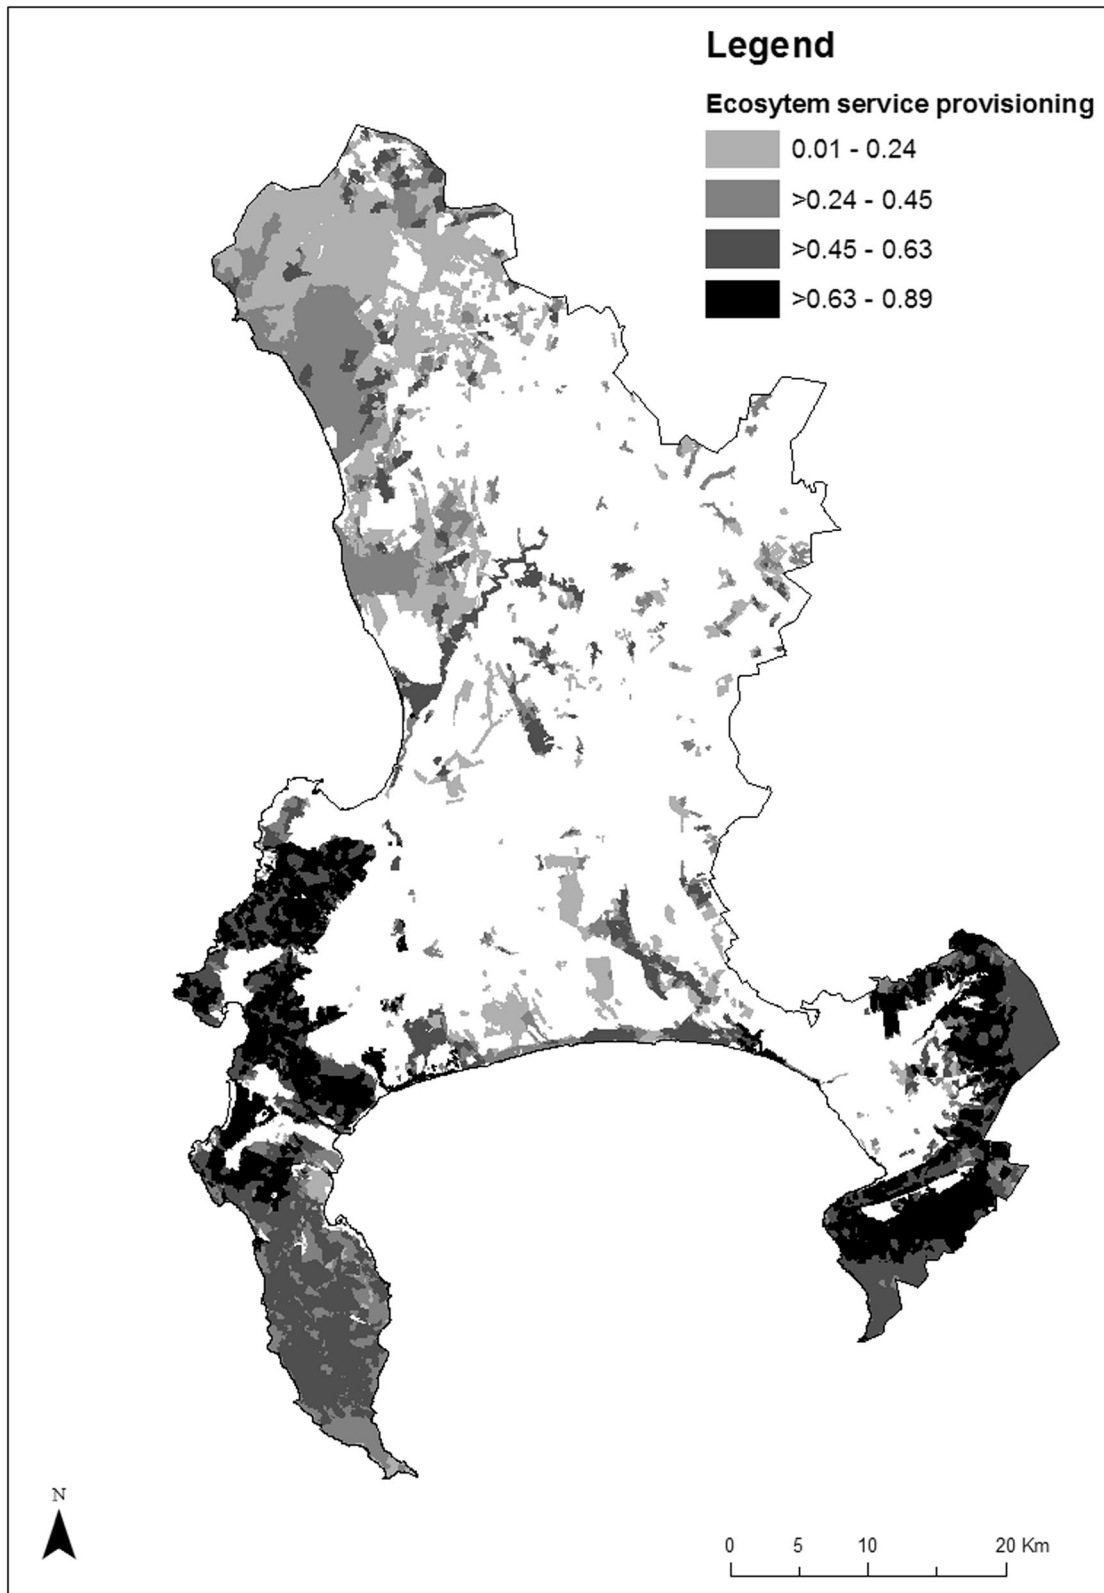 Legend
Ecosytem service provisioning
0.01 - 0.24
>0.24 - 0.45
>0.45 - 0.63
>0.63 - 0.89
N
0 5 10 20 Km